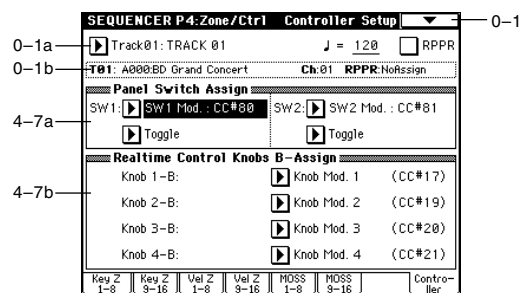 SEQUENCER P4:Zone/Ctrl Controller Setup
0–1
0–1a
Track01: TRACK 01 ♩ = 120 RPPR
0–1b
T01: A000:BD Grand Concert Ch:01 RPPR:NoAssign
Panel Switch Assign
4–7a
SW1: SW1 Mod. : CC#80 SW2: SW2 Mod. : CC#81
Toggle Toggle
Realtime Control Knobs B-Assign
4–7b
Knob 1-B: Knob Mod. 1 (CC#17)
Knob 2-B: Knob Mod. 2 (CC#19)
Knob 3-B: Knob Mod. 3 (CC#20)
Knob 4-B: Knob Mod. 4 (CC#21)
Key Z 1-8 Key Z 9-16 Vel Z 1-8 Vel Z 9-16 MOSS 1-8 MOSS 9-16 Contro-ller